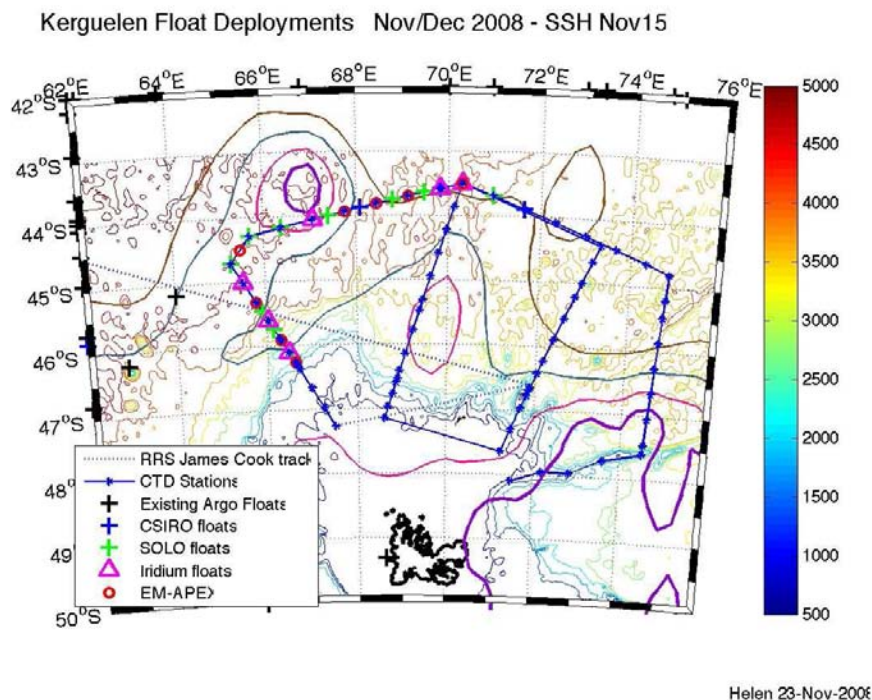 Kerguelen Float Deployments Nov/Dec 2008 - SSH Nov15
62°E 64°E 66°E 68°E 70°E 72°E 74°E 76°E
42°S
43°S
44°S
45°S
46°S
47°S
48°S
49°S
50°S
5000
4500
4000
3500
3000
2500
2000
1500
1000
500
RRS James Cook track
CTD Stations
Existing Argo Floats
CSIRO floats
SOLO floats
Iridium floats
EM-APEX
Helen 23-Nov-2008